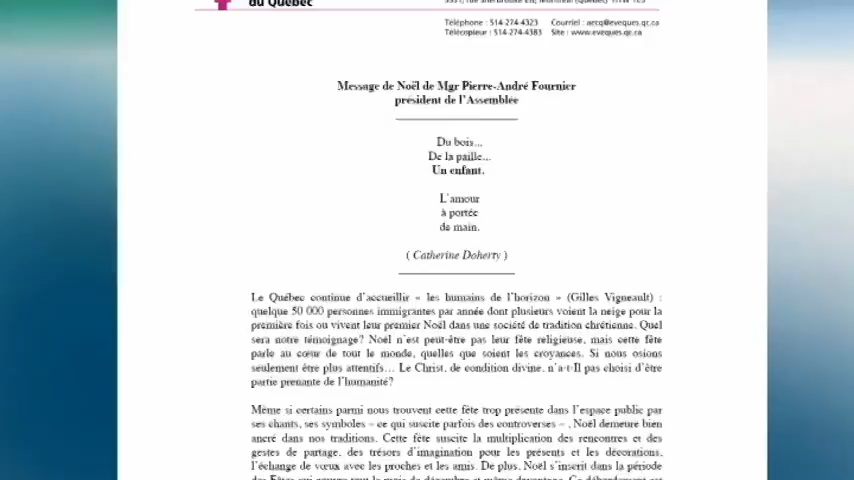 du Québec
Téléphone : 514-274-4323 Courriel : aecq@eveques.qc.ca
Télécopieur : 514-274-4383 Site : www.eveques.qc.ca
Message de Noël de Mgr Pierre-André Fournier
président de l'Assemblée
Du bois...
De la paille...
Un enfant.
L'amour
à portée
de main.
( Catherine Doherty )
Le Québec continue d'accueillir « les humains de l'horizon » (Gilles Vigneault) :
quelque 50 000 personnes immigrantes par année dont plusieurs voient la neige pour la
première fois ou vivent leur premier Noël dans une société de tradition chrétienne. Quel
sera notre témoignage? Noël n'est peut-être pas leur fête religieuse, mais cette fête
parle au cœur de tout le monde, quelles que soient les croyances. Si nous osions
seulement être plus attentifs… Le Christ, de condition divine, n'a-t-Il pas choisi d'être
partie prenante de l'humanité?
Même si certains parmi nous trouvent cette fête trop présente dans l'espace public par
ses chants, ses symboles – ce qui suscite parfois des controverses – , Noël demeure bien
ancré dans nos traditions. Cette fête suscite la multiplication des rencontres et des
gestes de partage, des trésors d'imagination pour les présents et les décorations,
l'échange de vœux avec les proches et les amis. De plus, Noël s'inscrit dans la période